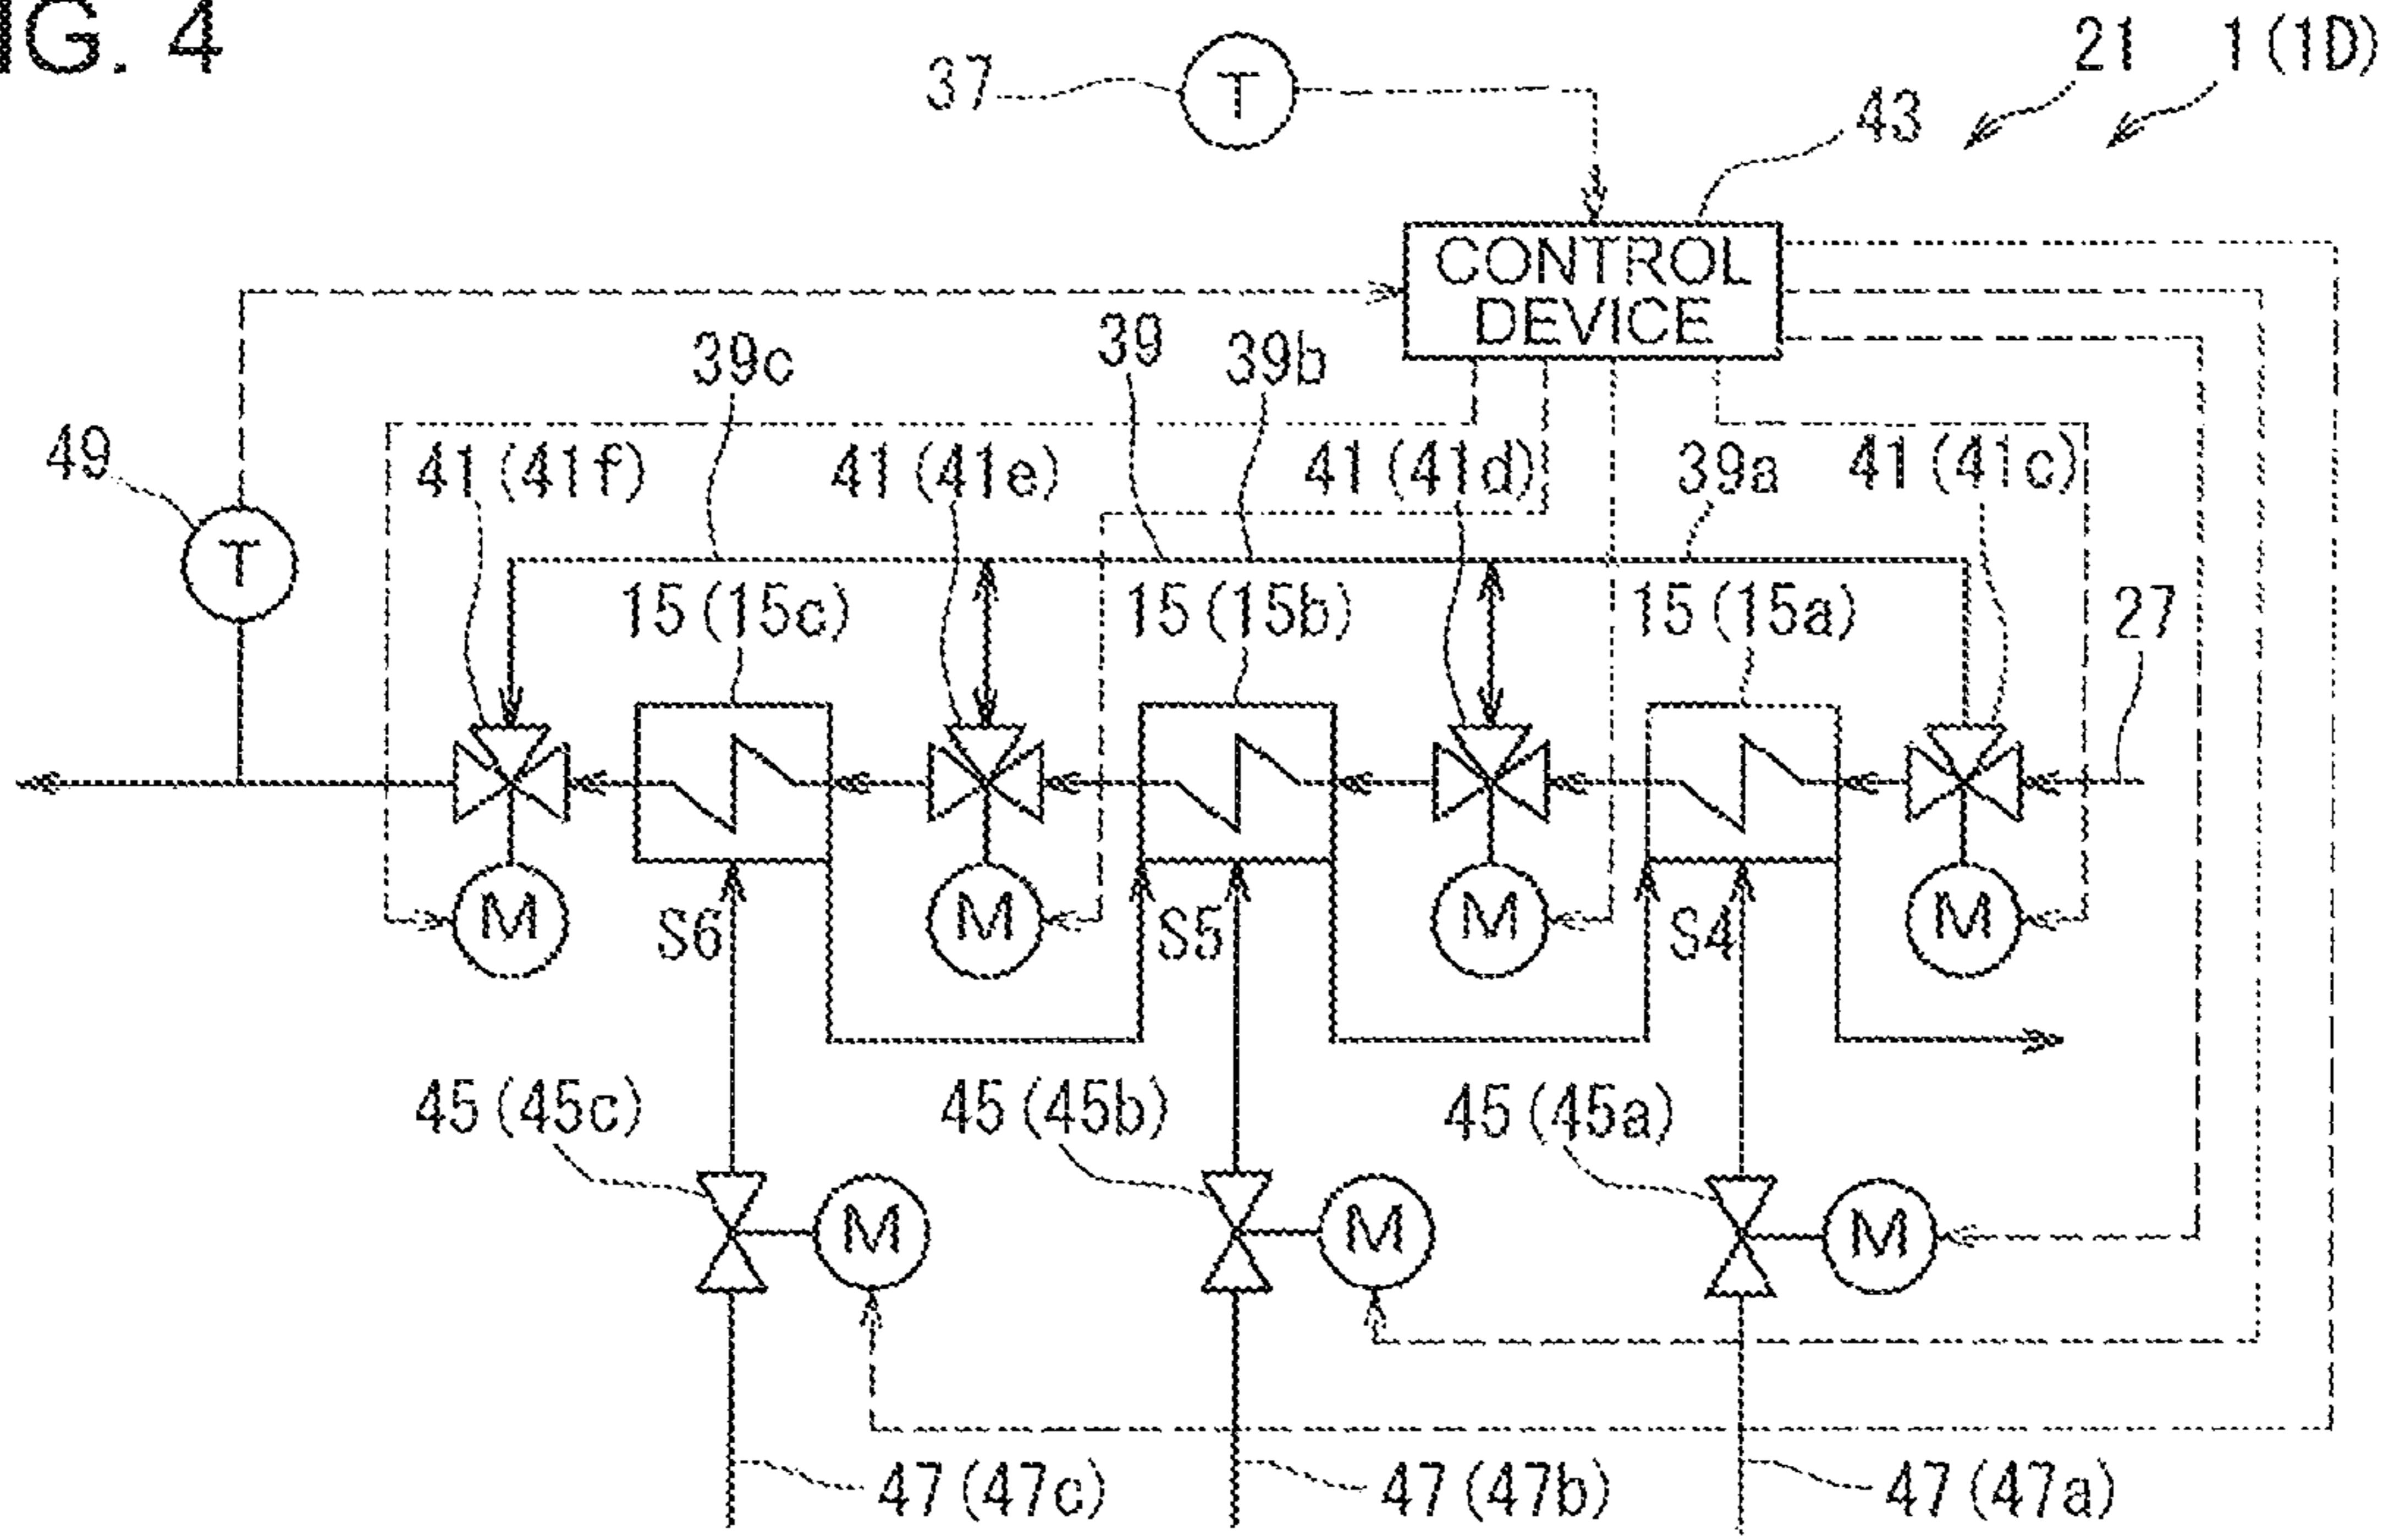 IG. 4
21
1(1D)
37
T
43
CONTROL
DEVICE
39c
39
39b
49
41(41f)
41(41e)
41(41d)
39a
41(41c)
T
15(15c)
15(15b)
15(15a)
27
M
S6
M
S5
M
S4
M
45(45c)
45(45b)
45(45a)
M
M
M
47(47c)
47(47b)
47(47a)